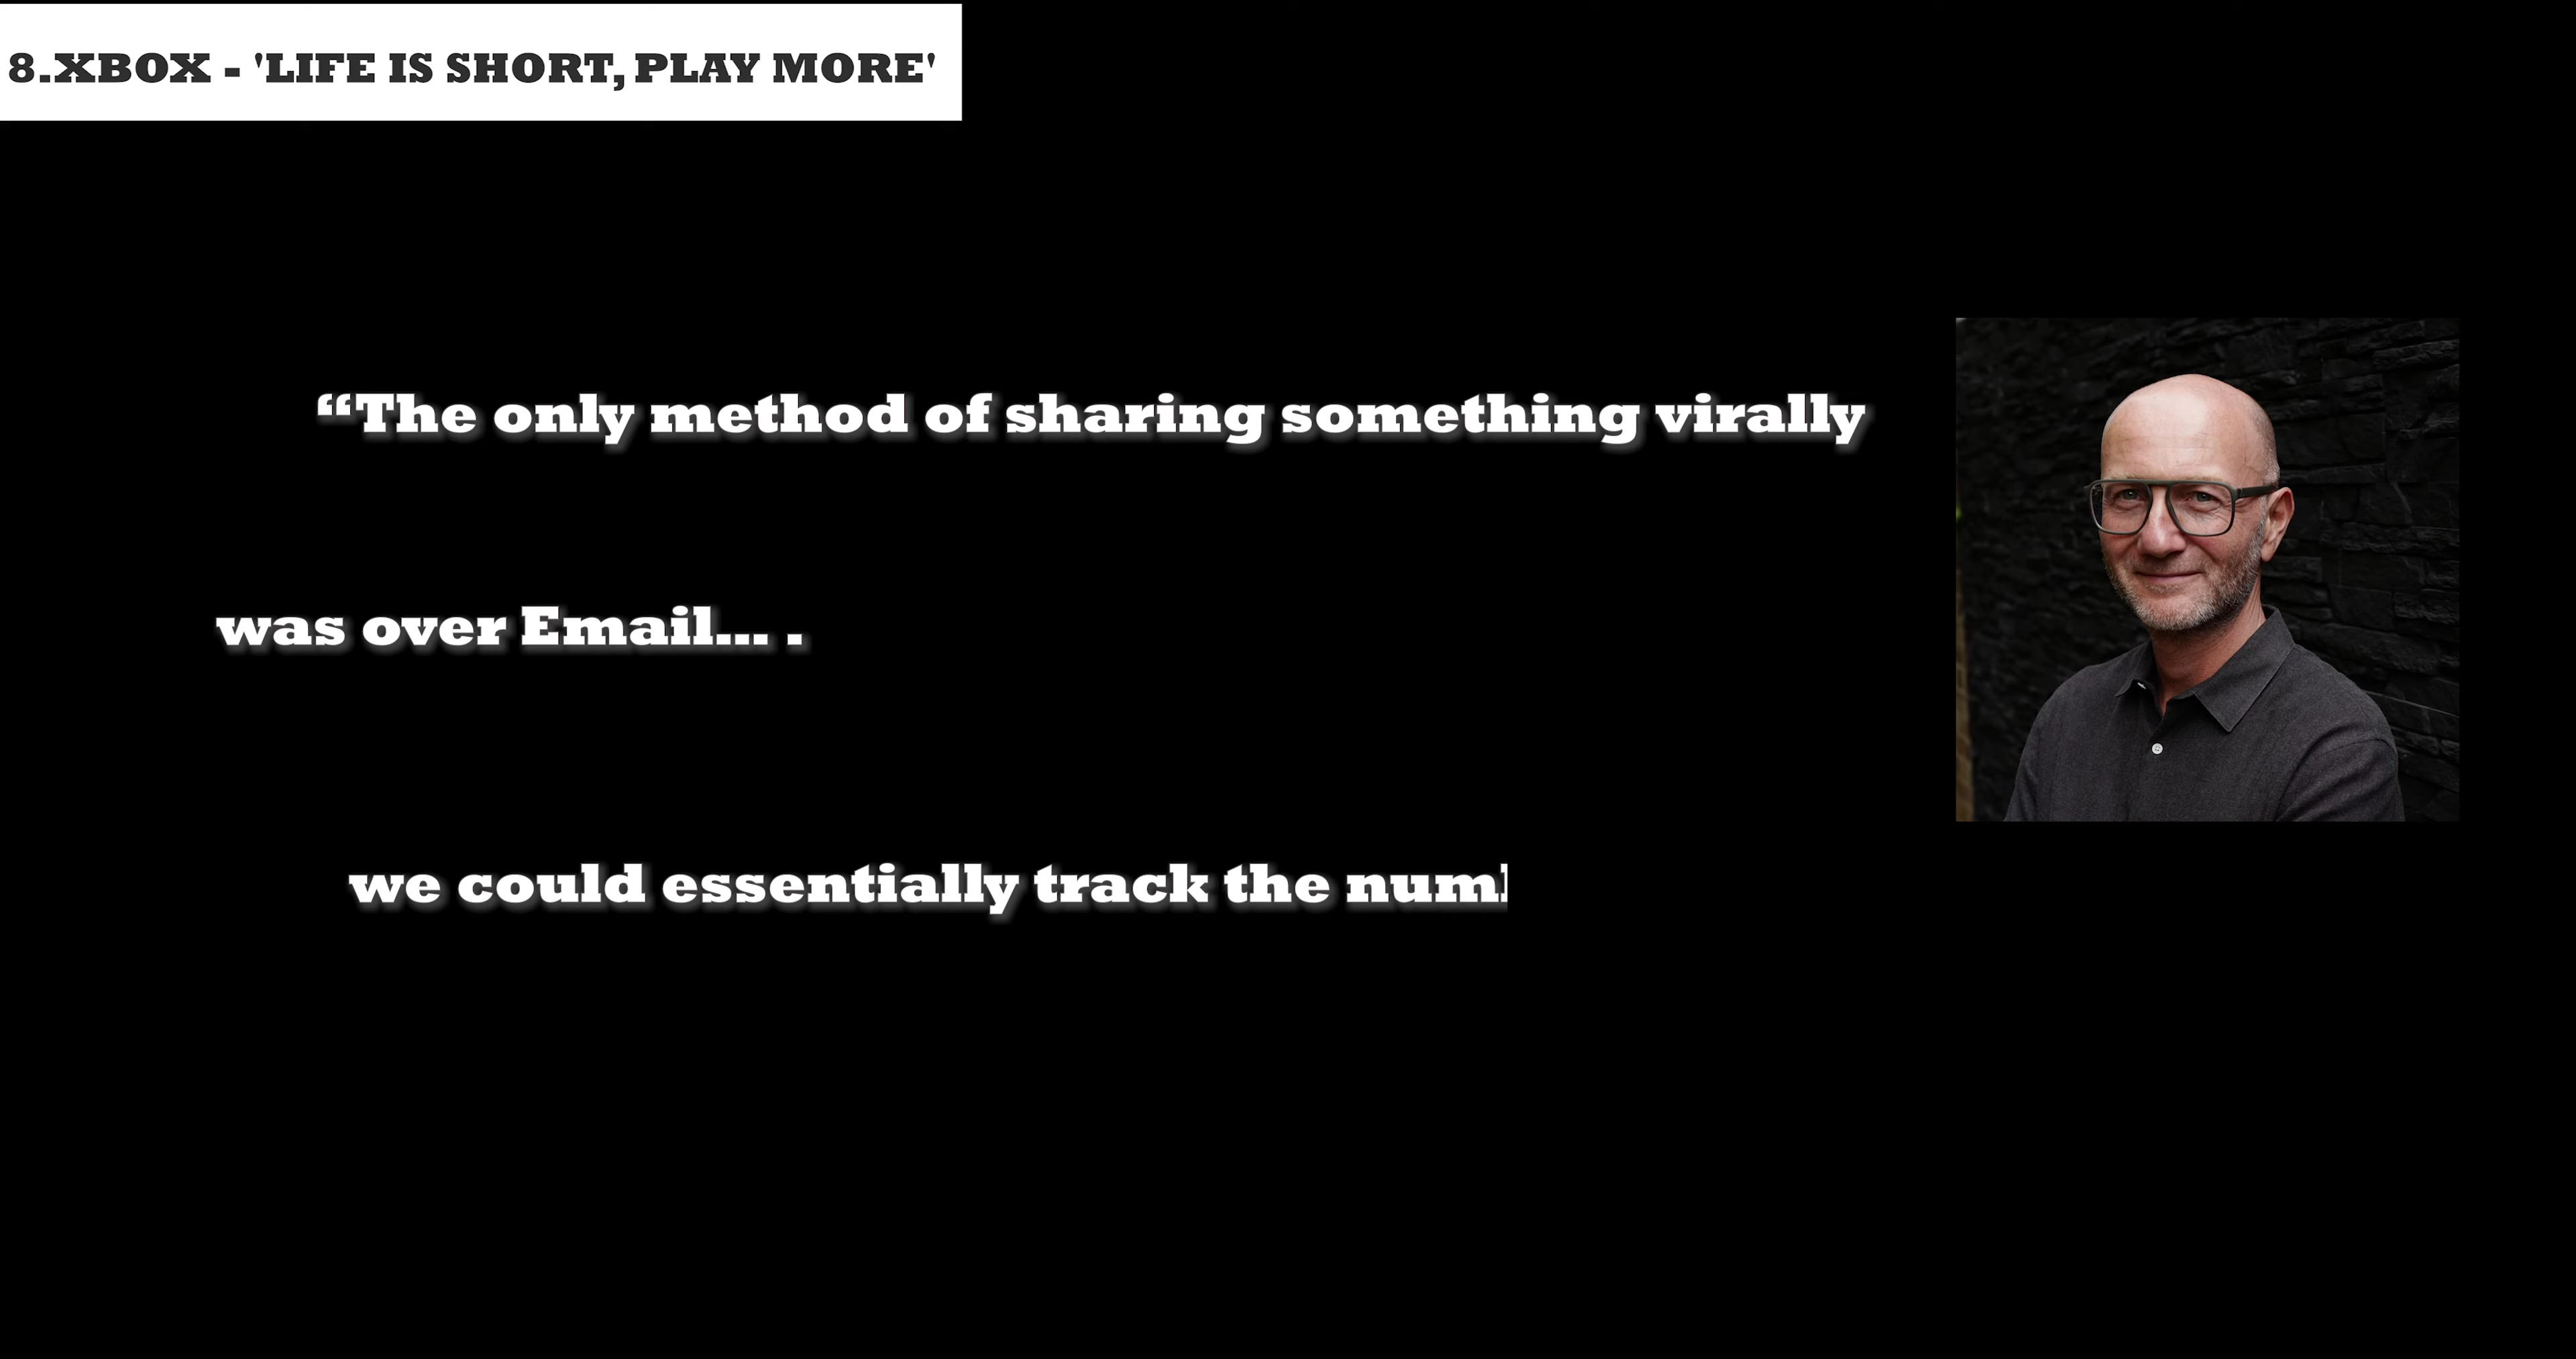 8.XBOX - 'LIFE IS SHORT, PLAY MORE'
“The only method of sharing something virally
was over Email... .
we could essentially track the